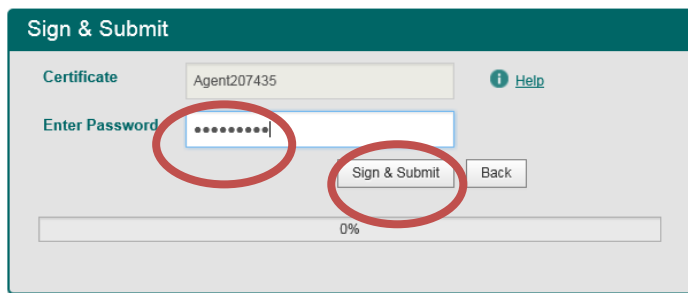 Sign & Submit
Certificate Agent207435 Help
Enter Password •••••••••
Sign & Submit Back
0%